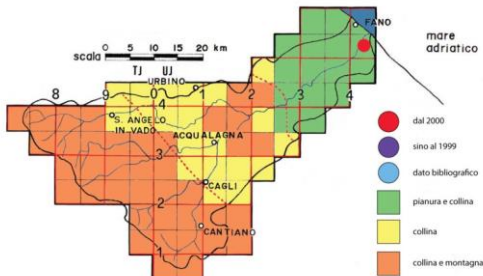 FANO
mare
adriatico
scala
0 5 10 15 20 km
TJ UJ
URBINO
8 9 0 1 2 3 4
4
S. ANGELO
IN VADO
ACQUALAGNA
3
CAGLI
2
CANTIANO
1
dal 2000
sino al 1999
dato bibliografico
pianura e collina
collina
collina e montagna